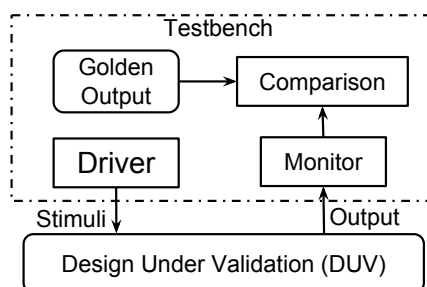 Testbench
Golden
Output
Comparison
Driver
Monitor
Stimuli
Output
Design Under Validation (DUV)